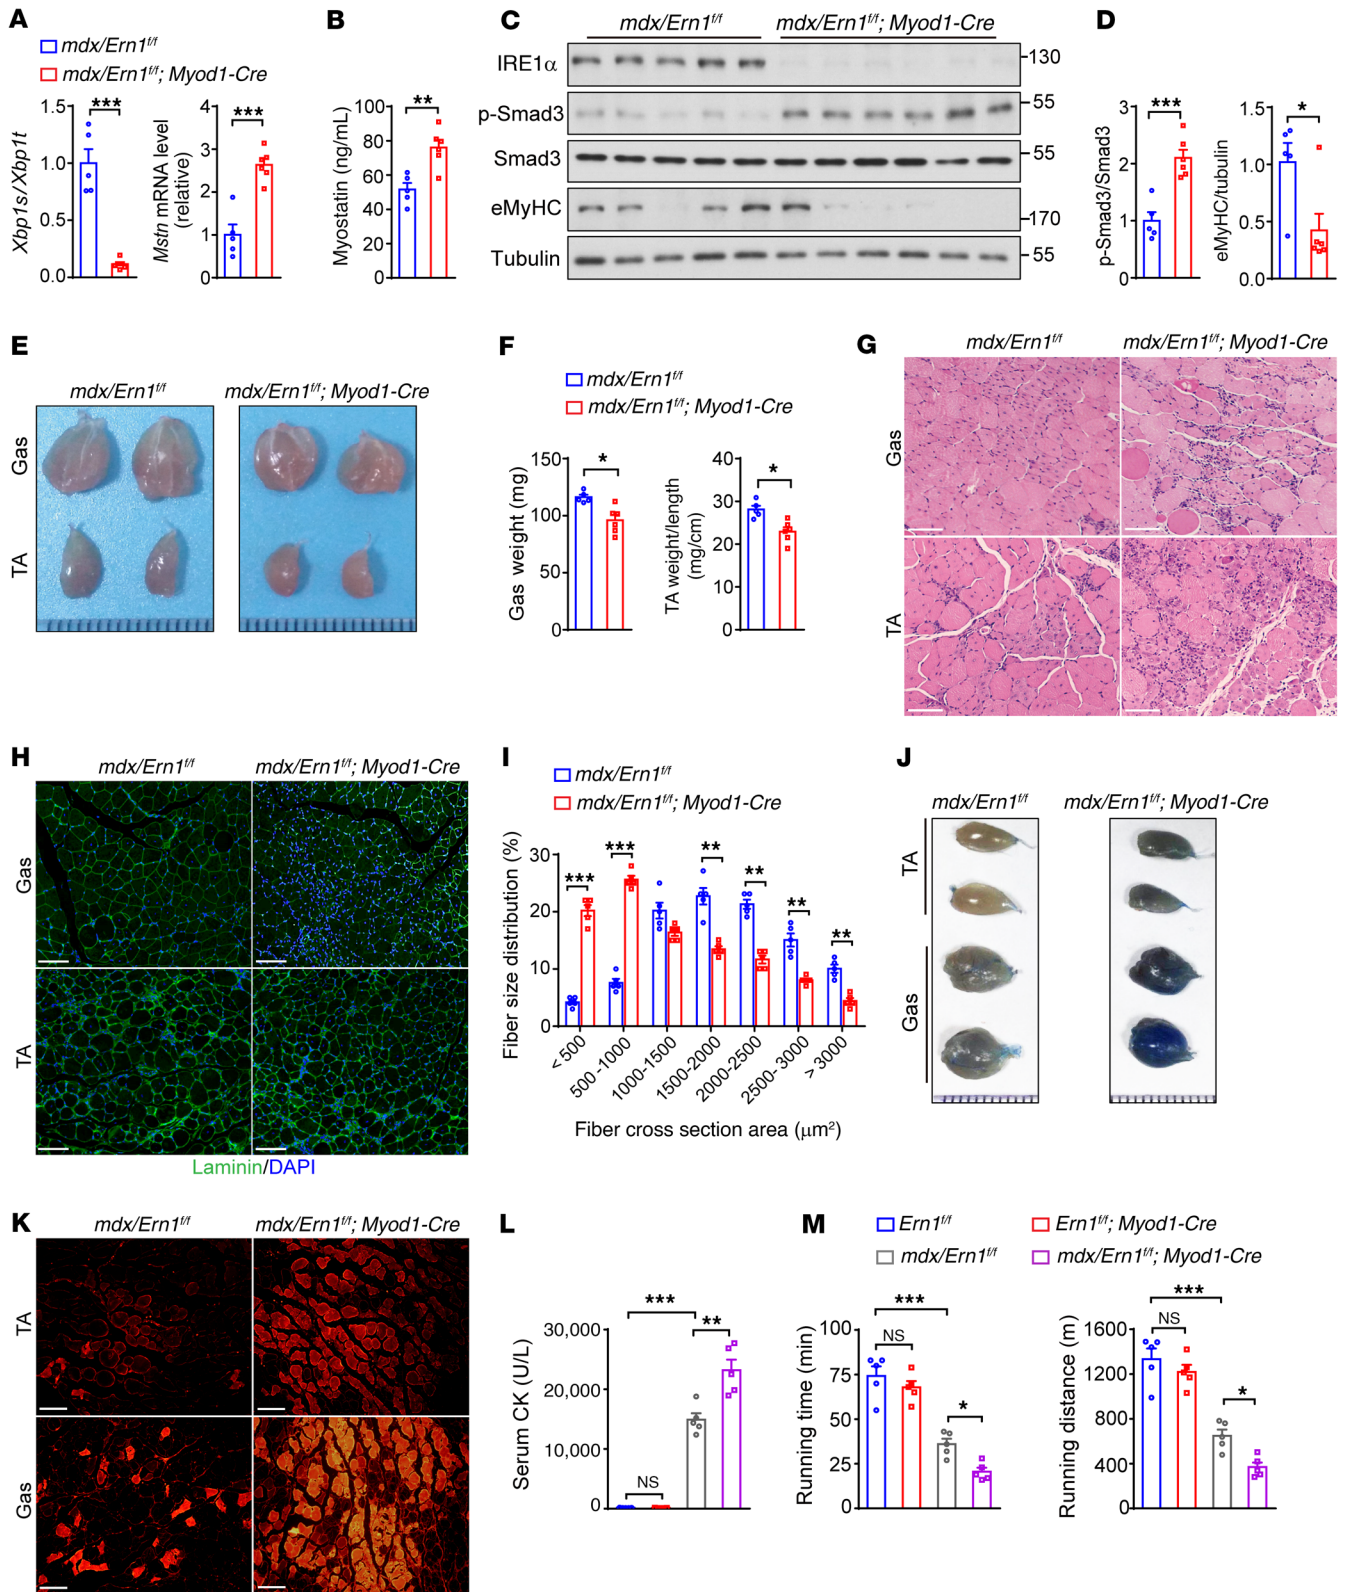 A
mdx/Ern1f/f
mdx/Ern1f/f; Myod1-Cre
Xbp1s/Xbp1t
1.5
1.0
0.5
0.0
***
Mstn mRNA level
(relative)
4
3
2
1
0
***
B
Myostatin (ng/mL)
100
80
60
40
20
0
**
C
mdx/Ern1f/f
mdx/Ern1f/f; Myod1-Cre
IRE1α
130
p-Smad3
55
Smad3
55
eMyHC
170
Tubulin
55
D
p-Smad3/Smad3
3
2
1
0
***
eMyHC/tubulin
1.5
1.0
0.5
0.0
*
E
mdx/Ern1f/f
mdx/Ern1f/f; Myod1-Cre
Gas
TA
F
mdx/Ern1f/f
mdx/Ern1f/f; Myod1-Cre
Gas weight (mg)
150
100
50
0
*
TA weight/length
(mg/cm)
40
30
20
10
0
*
G
mdx/Ern1f/f
mdx/Ern1f/f; Myod1-Cre
Gas
TA
H
mdx/Ern1f/f
mdx/Ern1f/f; Myod1-Cre
Gas
TA
Laminin/DAPI
I
mdx/Ern1f/f
mdx/Ern1f/f; Myod1-Cre
Fiber size distribution (%)
30
20
10
0
***
***
**
**
**
**
< 500
500 -1000
1000-1500
1500-2000
2000-2500
2500-3000
> 3000
Fiber cross section area (μm2)
J
mdx/Ern1f/f
mdx/Ern1f/f; Myod1-Cre
TA
Gas
K
mdx/Ern1f/f
mdx/Ern1f/f; Myod1-Cre
TA
Gas
L
Serum CK (U/L)
30,000
20,000
10,000
0
***
**
NS
M
Ern1f/f
Ern1f/f; Myod1-Cre
mdx/Ern1f/f
mdx/Ern1f/f; Myod1-Cre
Running time (min)
100
75
50
25
0
***
NS
*
Running distance (m)
1600
1200
800
400
0
***
NS
*